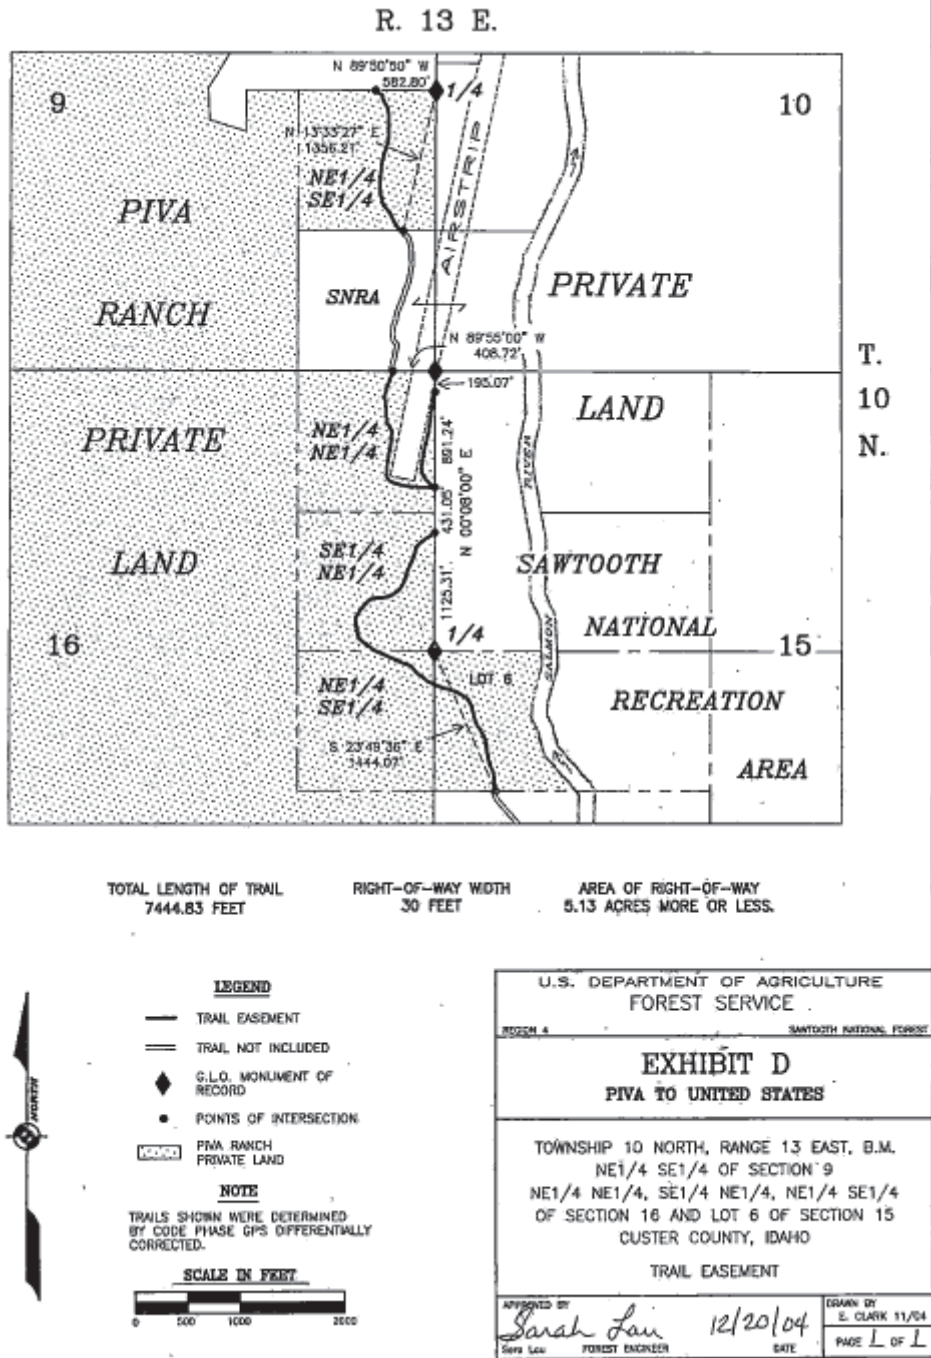 R. 13 E.
N 89°50'50" W
582.80'
1/4
9
10
N 13°33'27" E
1356.21'
NE1/4
SE1/4
AIRSTRIP
PIVA
RANCH
SNRA
PRIVATE
N 89°55'00" W
408.72'
T.
10
N.
195.07'
LAND
PRIVATE
NE1/4
NE1/4
891.24'
RIVER
431.05'
N 00°08'00" E
LAND
SE1/4
NE1/4
1125.31'
SAWTOOTH
NATIONAL
SALMON
16
1/4
15
NE1/4
SE1/4
LOT 6
RECREATION
S 23°49'36" E
1444.07'
AREA
TOTAL LENGTH OF TRAIL
7444.83 FEET
RIGHT-OF-WAY WIDTH
30 FEET
AREA OF RIGHT-OF-WAY
5.13 ACRES MORE OR LESS.
LEGEND
TRAIL EASEMENT
TRAIL NOT INCLUDED
G.L.O. MONUMENT OF
RECORD
POINTS OF INTERSECTION
PIVA RANCH
PRIVATE LAND
NOTE
TRAILS SHOWN WERE DETERMINED
BY CODE PHASE GPS DIFFERENTIALLY
CORRECTED.
SCALE IN FEET
0 500 1000 2000
U.S. DEPARTMENT OF AGRICULTURE
FOREST SERVICE
REGION 4
SAWTOOTH NATIONAL FOREST
EXHIBIT D
PIVA TO UNITED STATES
TOWNSHIP 10 NORTH, RANGE 13 EAST, B.M.
NE1/4 SE1/4 OF SECTION 9
NE1/4 NE1/4, SE1/4 NE1/4, NE1/4 SE1/4
OF SECTION 16 AND LOT 6 OF SECTION 15
CUSTER COUNTY, IDAHO
TRAIL EASEMENT
APPROVED BY
Sarah Lau
12/20/04
Sara Lau
FOREST ENGINEER
DATE
DRAWN BY
E. CLARK 11/04
PAGE 1 OF 1